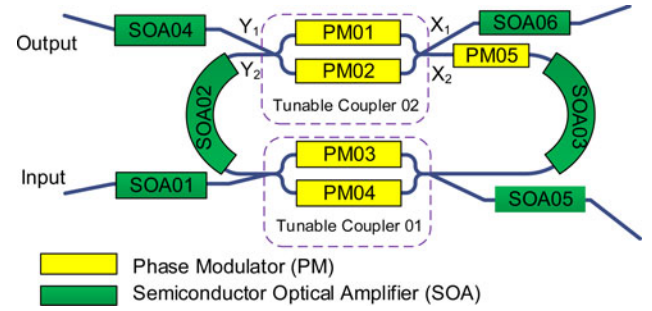 SOA04
Y1
PM01
X1
SOA06
Output
PM05
Y2
PM02
X2
SOA02
Tunable Coupler 02
SOA03
PM03
Input
SOA01
PM04
SOA05
Tunable Coupler 01
Phase Modulator (PM)
Semiconductor Optical Amplifier (SOA)